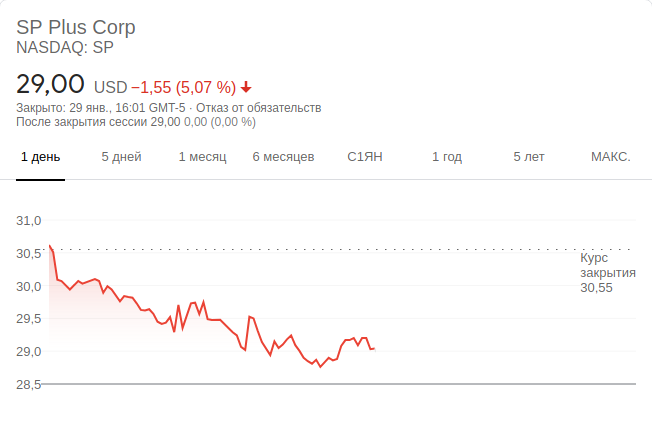 SP Plus Corp
NASDAQ: SP
29,00 USD −1,55 (5,07 %)
Закрыто: 29 янв., 16:01 GMT-5 · Отказ от обязательств
После закрытия сессии 29,00 0,00 (0,00 %)
1 день 5 дней 1 месяц 6 месяцев С1ЯН 1 год 5 лет МАКС.
31,0
30,5
Курс
закрытия
30,55
30,0
29,5
29,0
28,5